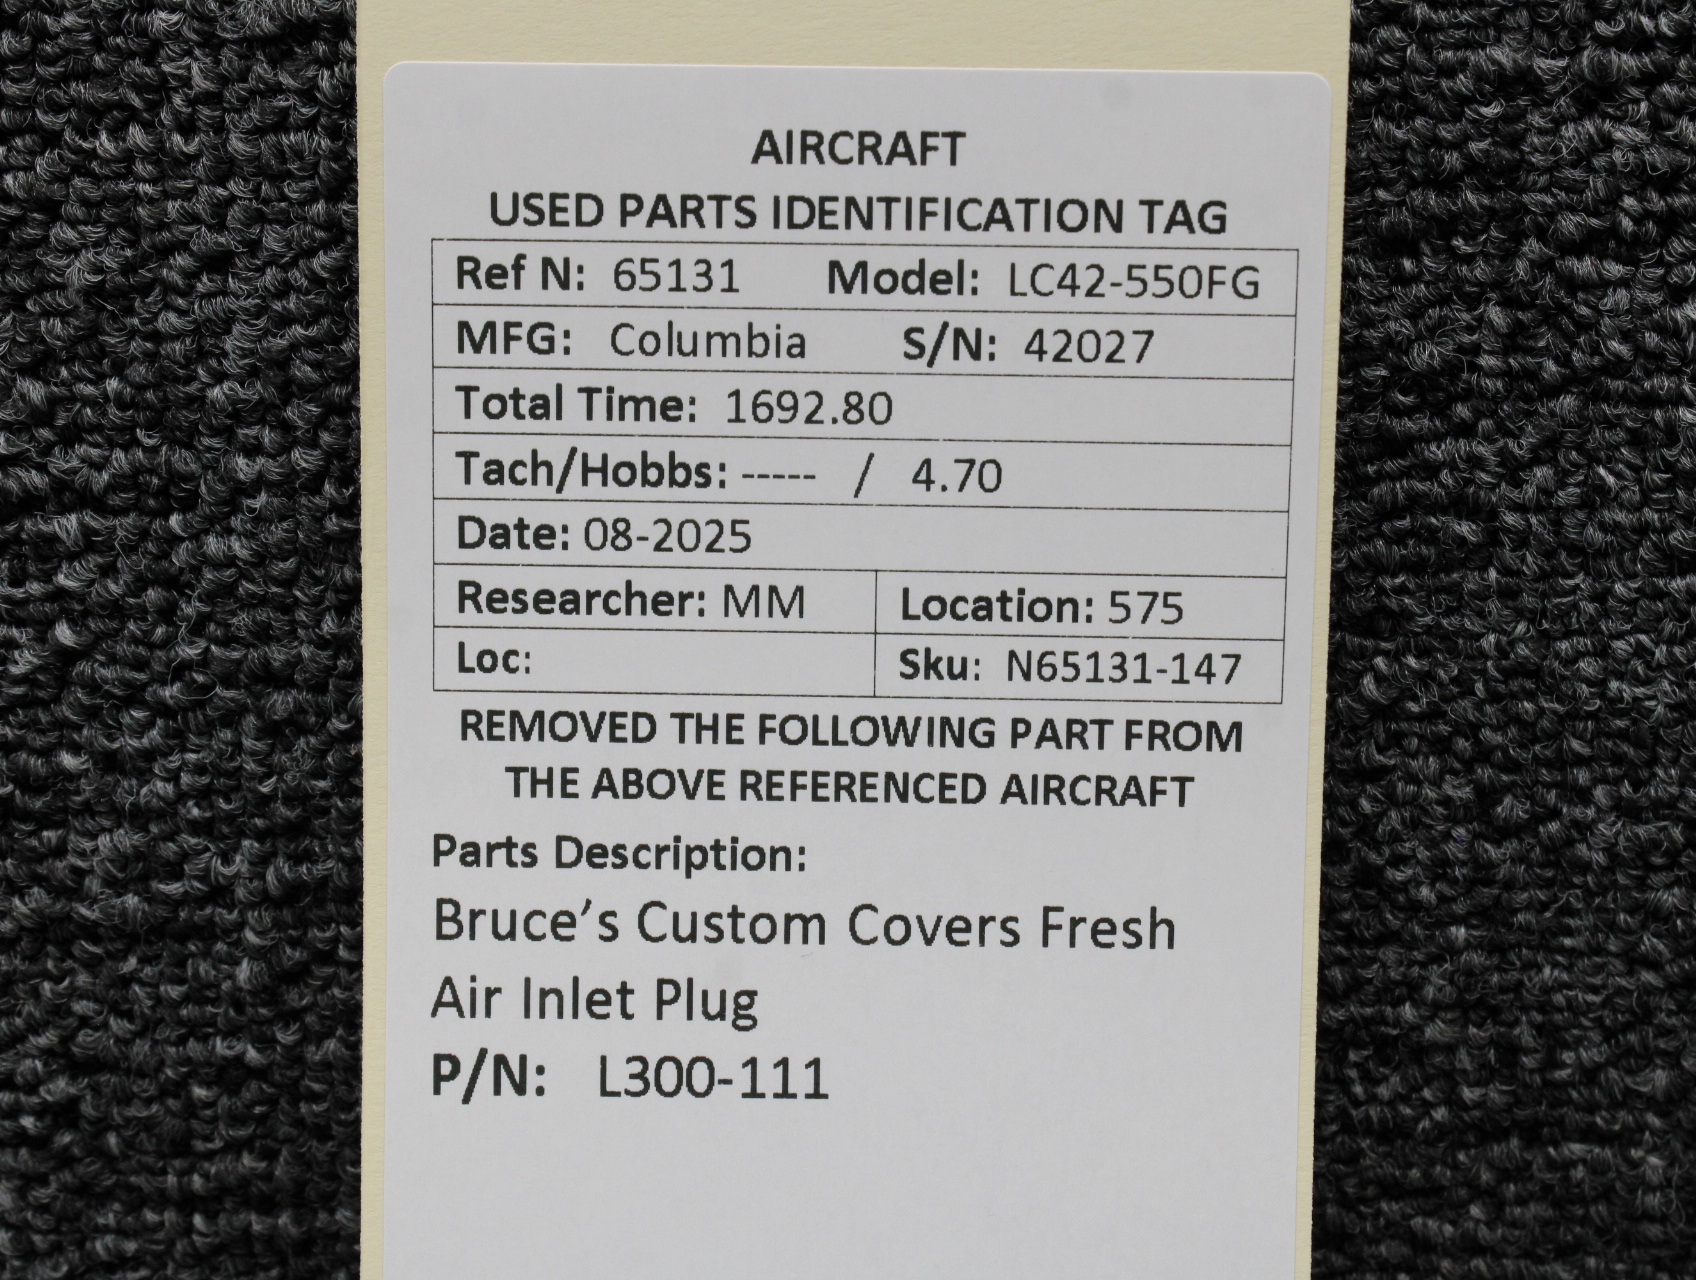 AIRCRAFT
USED PARTS IDENTIFICATION TAG
Ref N: 65131 Model: LC42-550FG
MFG: Columbia S/N: 42027
Total Time: 1692.80
Tach/Hobbs: ----- / 4.70
Date: 08-2025
Researcher: MM Location: 575
Loc: Sku: N65131-147
REMOVED THE FOLLOWING PART FROM
THE ABOVE REFERENCED AIRCRAFT
Parts Description:
Bruce's Custom Covers Fresh
Air Inlet Plug
P/N: L300-111